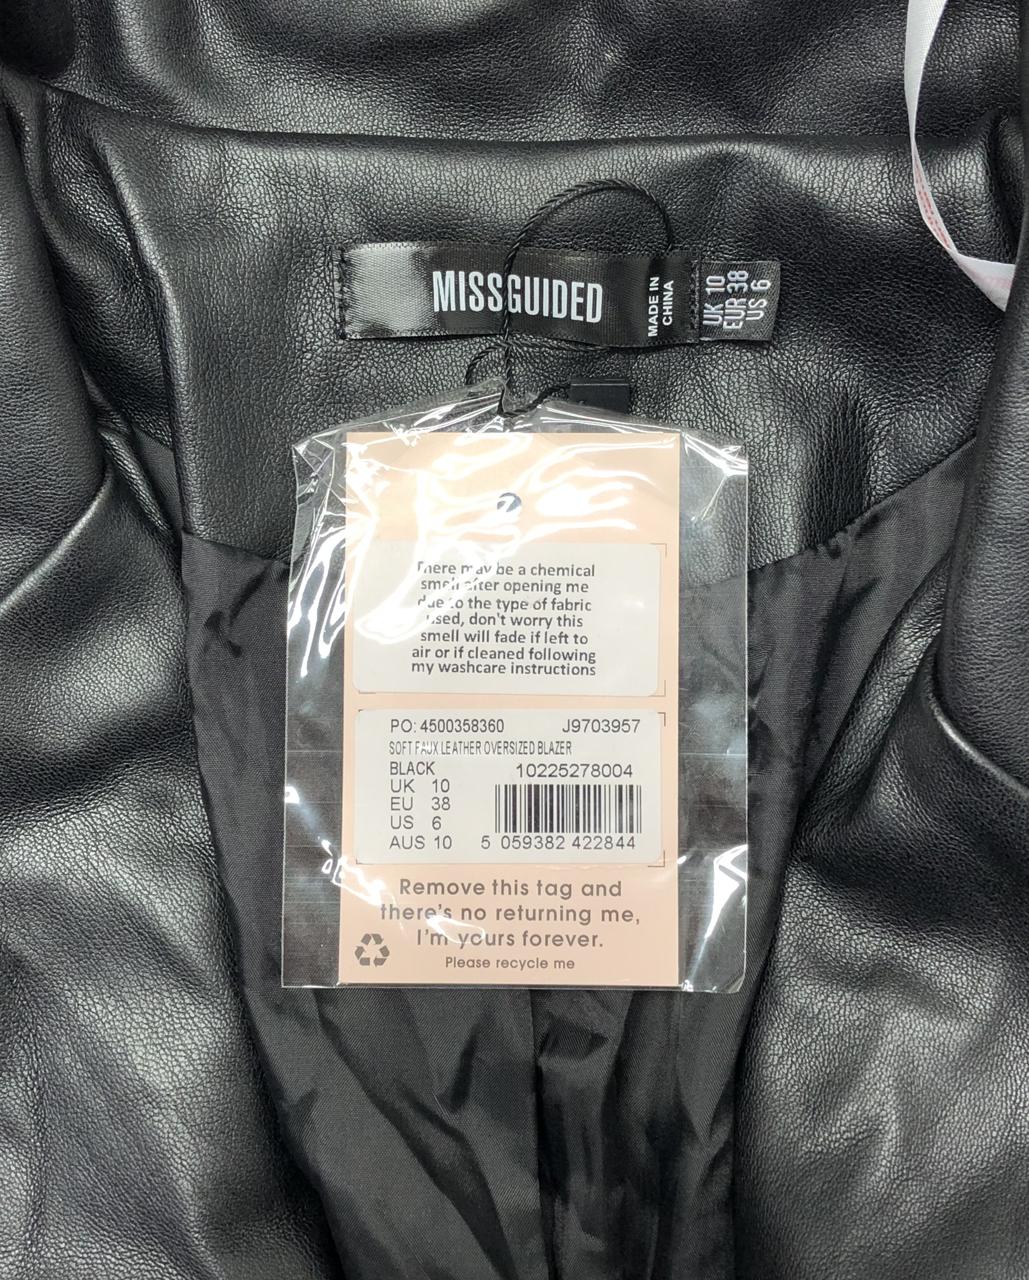 MISSGUIDED
MADE IN
CHINA
UK 10
EUR 38
US 6
There may be a chemical
smell after opening me
due to the type of fabric
used, don't worry this
smell will fade if left to
air or if cleaned following
my washcare instructions
PO: 4500358360 J9703957
SOFT FAUX LEATHER OVERSIZED BLAZER
BLACK 10225278004
UK 10
EU 38
US 6
AUS 10 5 059382 422844
Remove this tag and
there's no returning me,
I'm yours forever.
Please recycle me